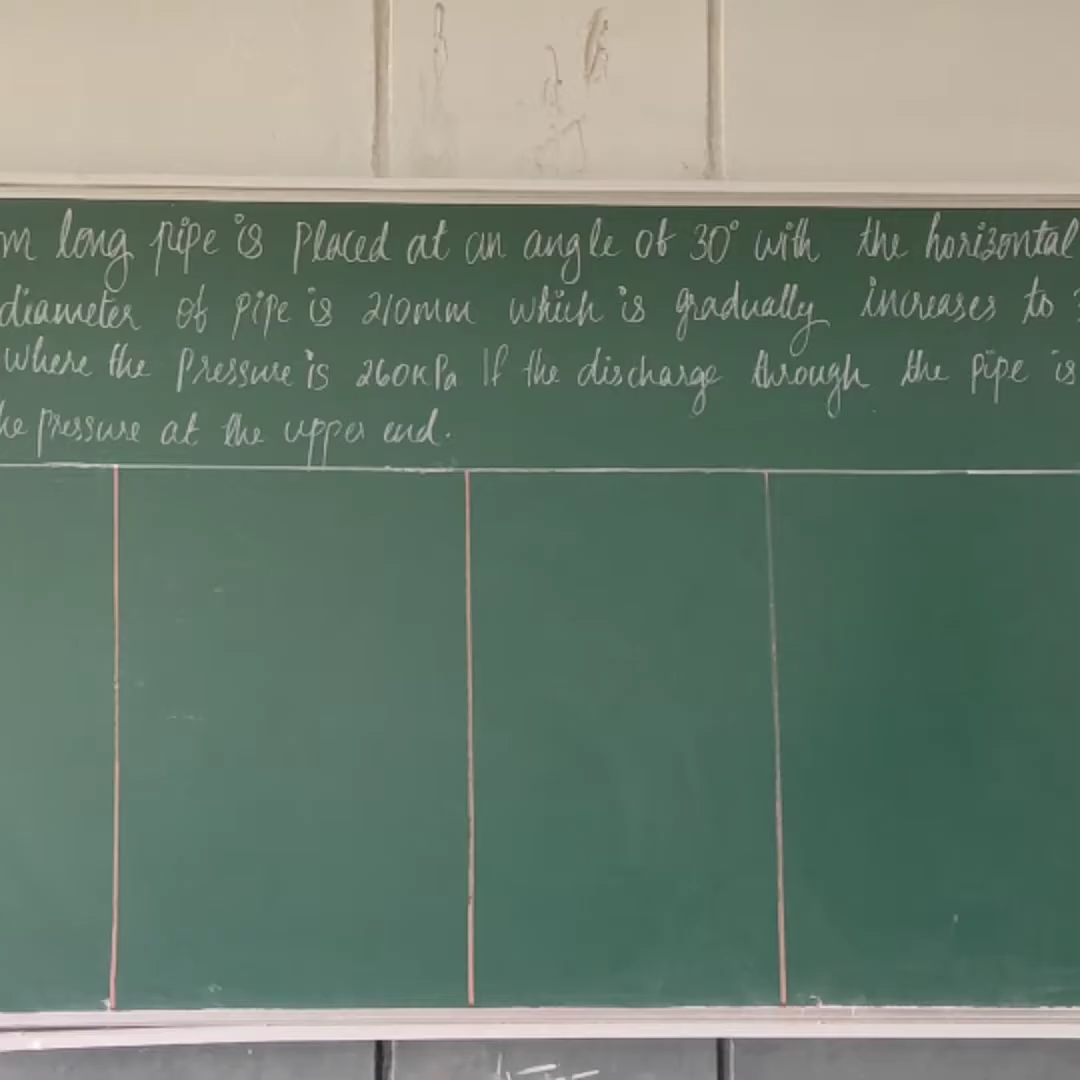 m long pipe is placed at an angle of 30° with the horizontal
diameter of pipe is 210mm which is gradually increases to
where the pressure is 260KPa If the discharge through the pipe is
he pressure at the upper end.